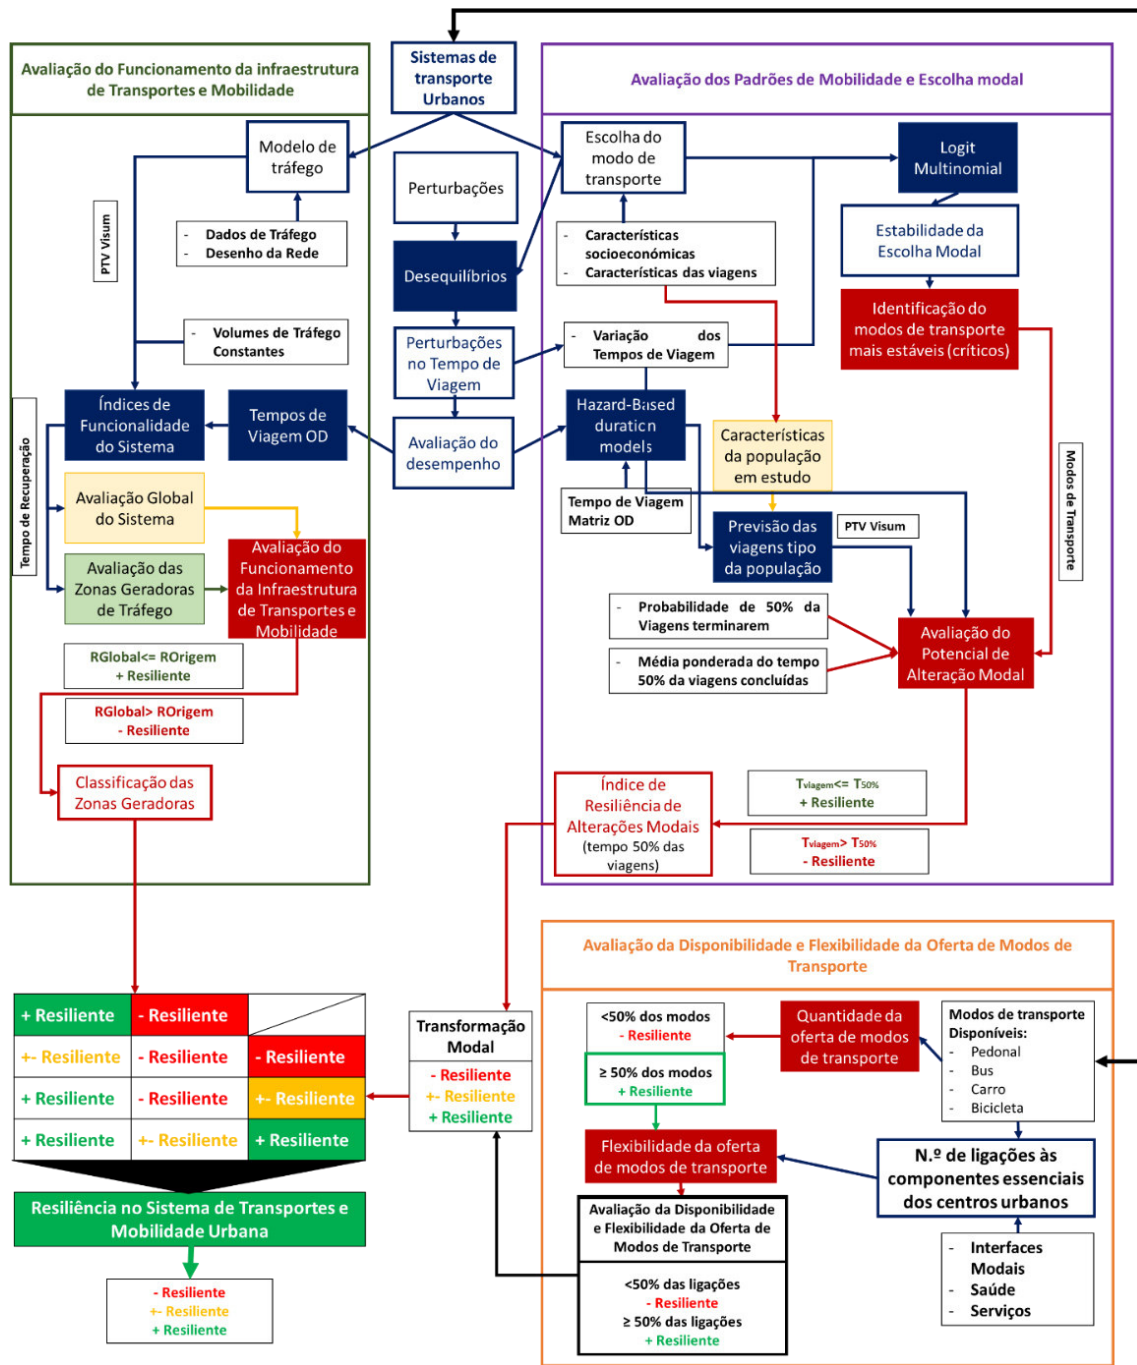 Avaliação do Funcionamento da infraestrutura
de Transportes e Mobilidade
Sistemas de
transporte
Urbanos
Avaliação dos Padrões de Mobilidade e Escolha modal
Modelo de
tráfego
- Dados de Tráfego
- Desenho da Rede
PTV Visum
- Volumes de Tráfego
Constantes
Índices de
Funcionalidade
do Sistema
Tempos de
Viagem OD
Tempo de Recuperação
Avaliação Global
do Sistema
Avaliação das
Zonas Geradoras
de Tráfego
Avaliação do
Funcionamento
da Infraestrutura
de Transportes e
Mobilidade
RGlobal<= ROrigem
+ Resiliente
RGlobal> ROrigem
- Resiliente
Classificação das
Zonas Geradoras
Perturbações
Desequilíbrios
Perturbações
no Tempo de
Viagem
Avaliação do
desempenho
Escolha do
modo de
transporte
- Características
socioeconómicas
- Características das viagens
- Variação dos
Tempos de Viagem
Hazard-Based
duration
models
Tempo de Viagem
Matriz OD
Características
da população
em estudo
Previsão das
viagens tipo
da população
PTV Visum
Logit
Multinomial
Estabilidade da
Escolha Modal
Identificação do
modos de transporte
mais estáveis (críticos)
Modos de Transporte
- Probabilidade de 50% da
Viagens terminarem
- Média ponderada do tempo
50% da viagens concluídas
Avaliação do
Potencial de
Alteração Modal
Índice de
Resiliência de
Alterações Modais
(tempo 50% das
viagens)
Tviagem<= T50%
+ Resiliente
Tviagem> T50%
- Resiliente
Avaliação da Disponibilidade e Flexibilidade da Oferta de Modos de
Transporte
<50% dos modos
- Resiliente
≥ 50% dos modos
+ Resiliente
Quantidade da
oferta de modos
de transporte
Modos de transporte
Disponíveis:
- Pedonal
- Bus
- Carro
- Bicicleta
Flexibilidade da oferta
de modos de transporte
N.º de ligações às
componentes essenciais
dos centros urbanos
- Interfaces
Modais
- Saúde
- Serviços
Avaliação da Disponibilidade
e Flexibilidade da Oferta de
Modos de Transporte
<50% das ligações
- Resiliente
≥ 50% das ligações
+ Resiliente
Transformação
Modal
- Resiliente
+- Resiliente
+ Resiliente
+ Resiliente - Resiliente
+- Resiliente - Resiliente - Resiliente
+ Resiliente - Resiliente +- Resiliente
+ Resiliente +- Resiliente + Resiliente
Resiliência no Sistema de Transportes e
Mobilidade Urbana
- Resiliente
+- Resiliente
+ Resiliente